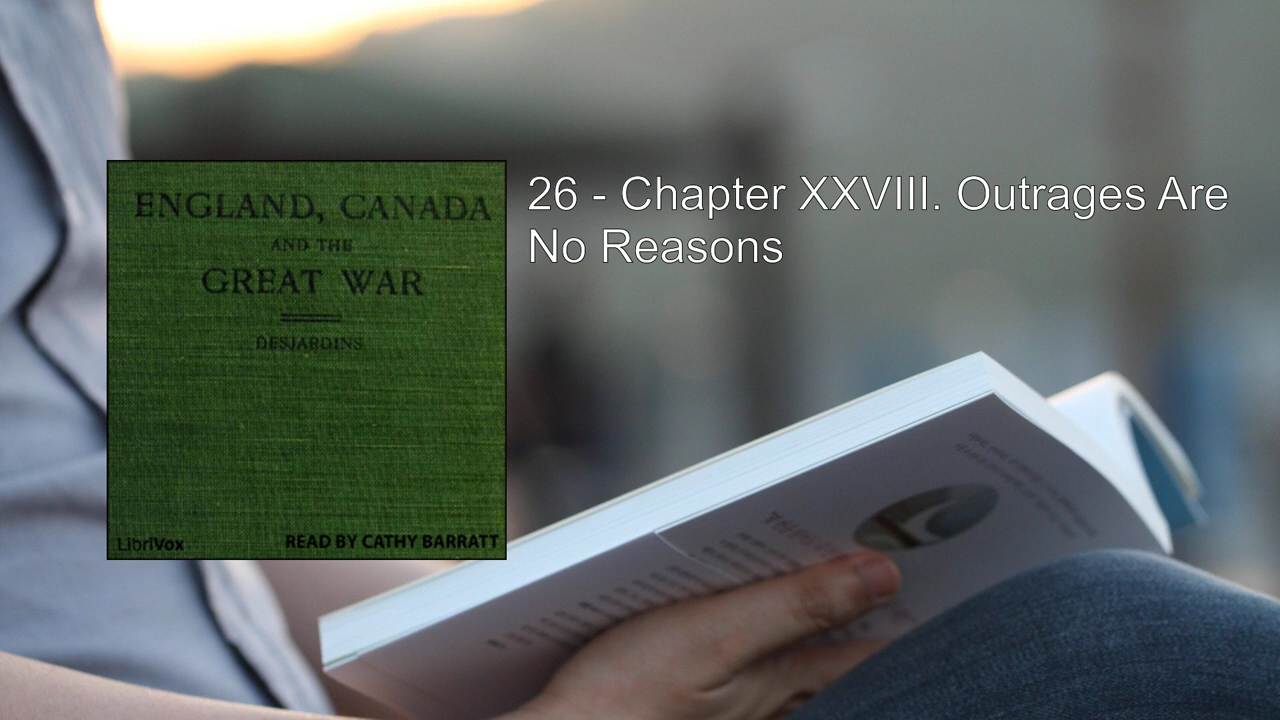 ENGLAND, CANADA
AND THE
GREAT WAR
DESJARDINS
LibriVox
READ BY CATHY BARRATT
26 - Chapter XXVIII. Outrages Are
No Reasons